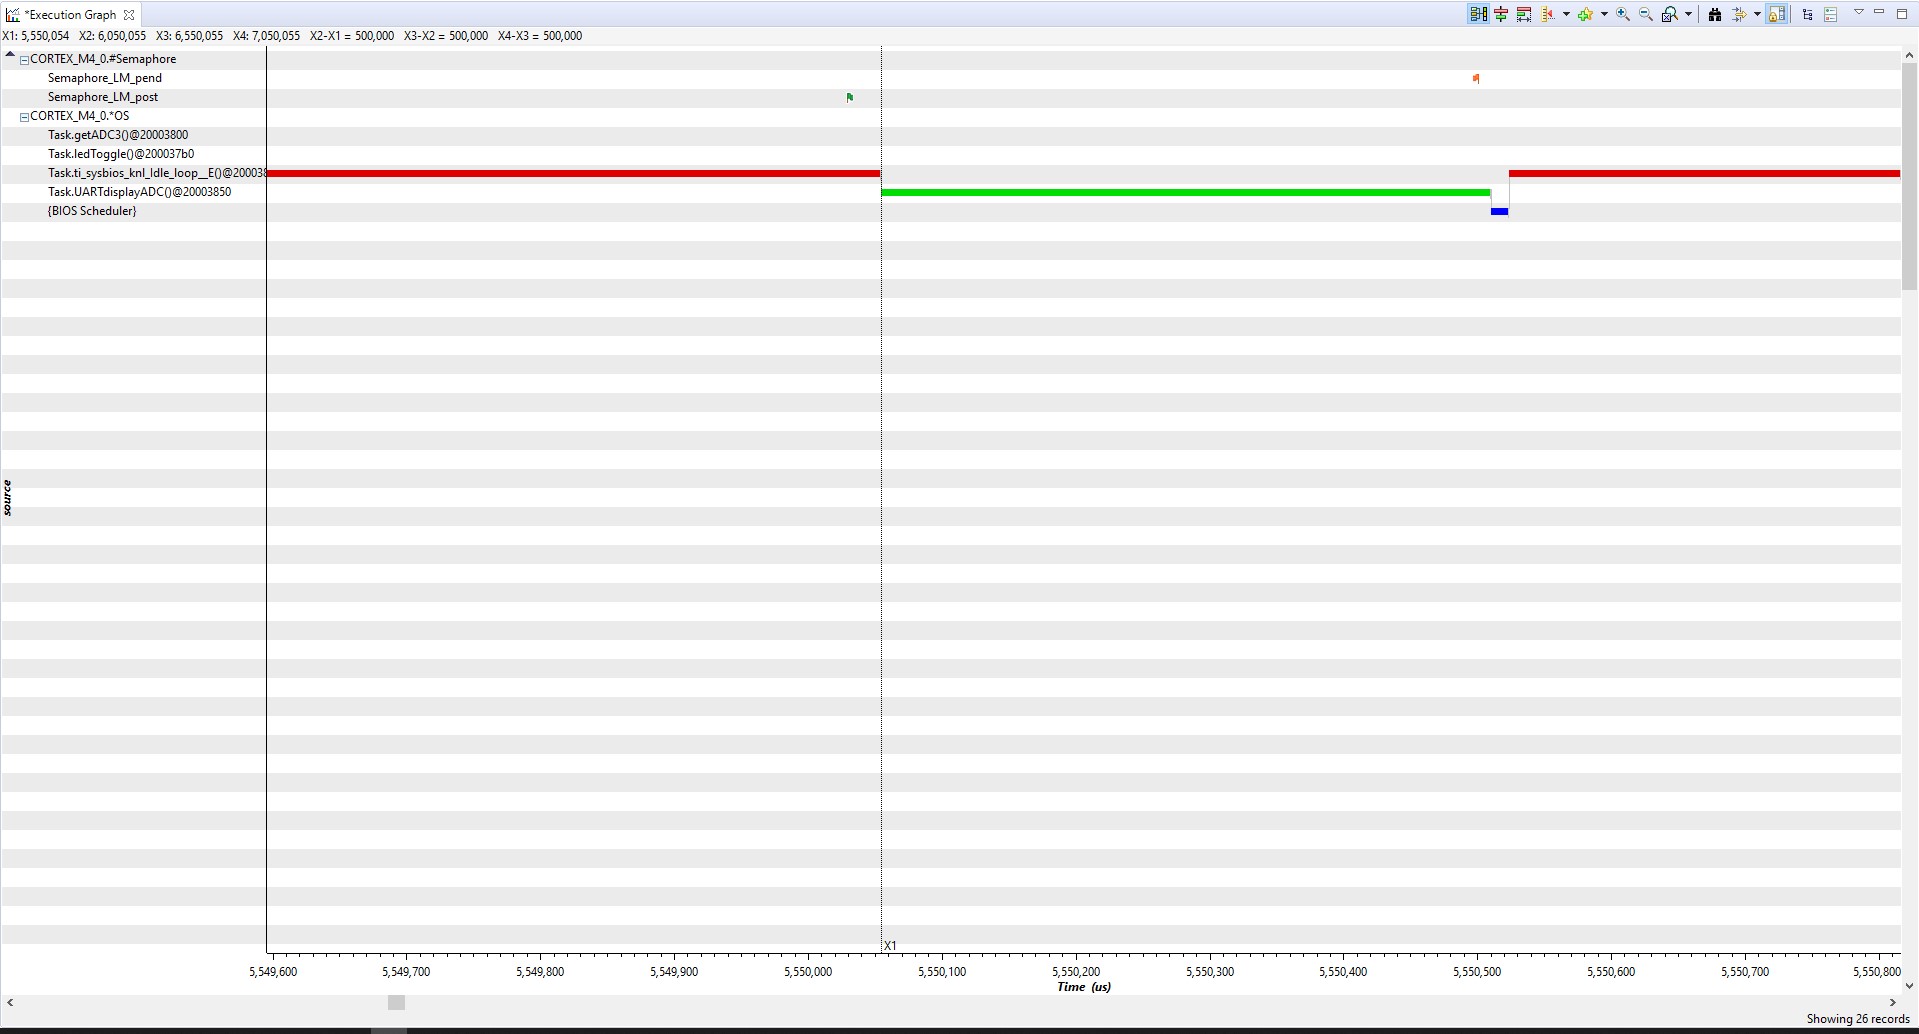 *Execution Graph
X1: 5,550,054 X2: 6,050,055 X3: 6,550,055 X4: 7,050,055 X2-X1 = 500,000 X3-X2 = 500,000 X4-X3 = 500,000
CORTEX_M4_0.#Semaphore
Semaphore_LM_pend
Semaphore_LM_post
CORTEX_M4_0.*OS
Task.getADC3()@20003800
Task.ledToggle()@200037b0
Task.ti_sysbios_knl_Idle_loop__E()@200038
Task.UARTdisplayADC()@20003850
{BIOS Scheduler}
source
X1
5,549,600 5,549,700 5,549,800 5,549,900 5,550,000 5,550,100 5,550,200 5,550,300 5,550,400 5,550,500 5,550,600 5,550,700 5,550,800
Time (us)
Showing 26 records